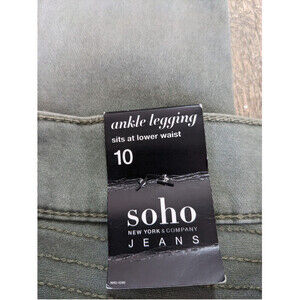 ankle legging
sits at lower waist
10
soho
NEW YORK & COMPANY
JEANS